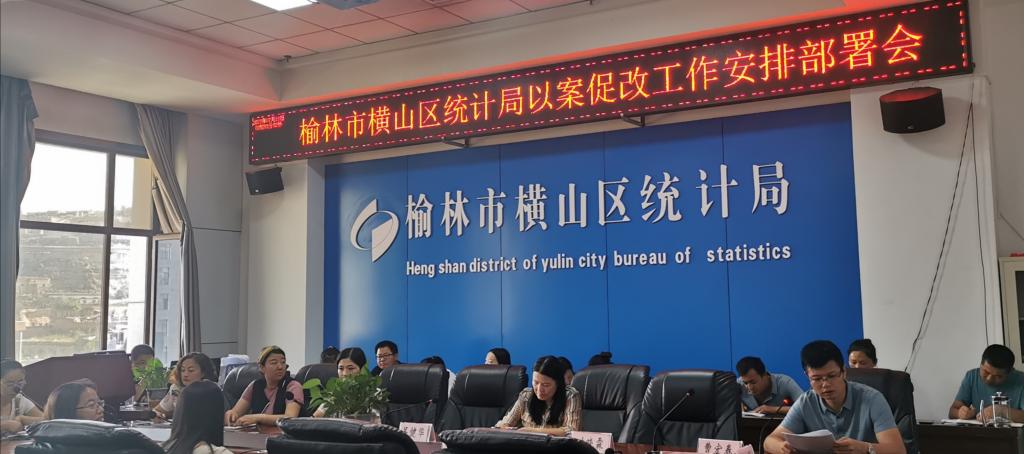 榆林市横山区统计局以案促改工作安排部署会
榆林市横山区统计局
Heng shan district of yulin city bureau of statistics